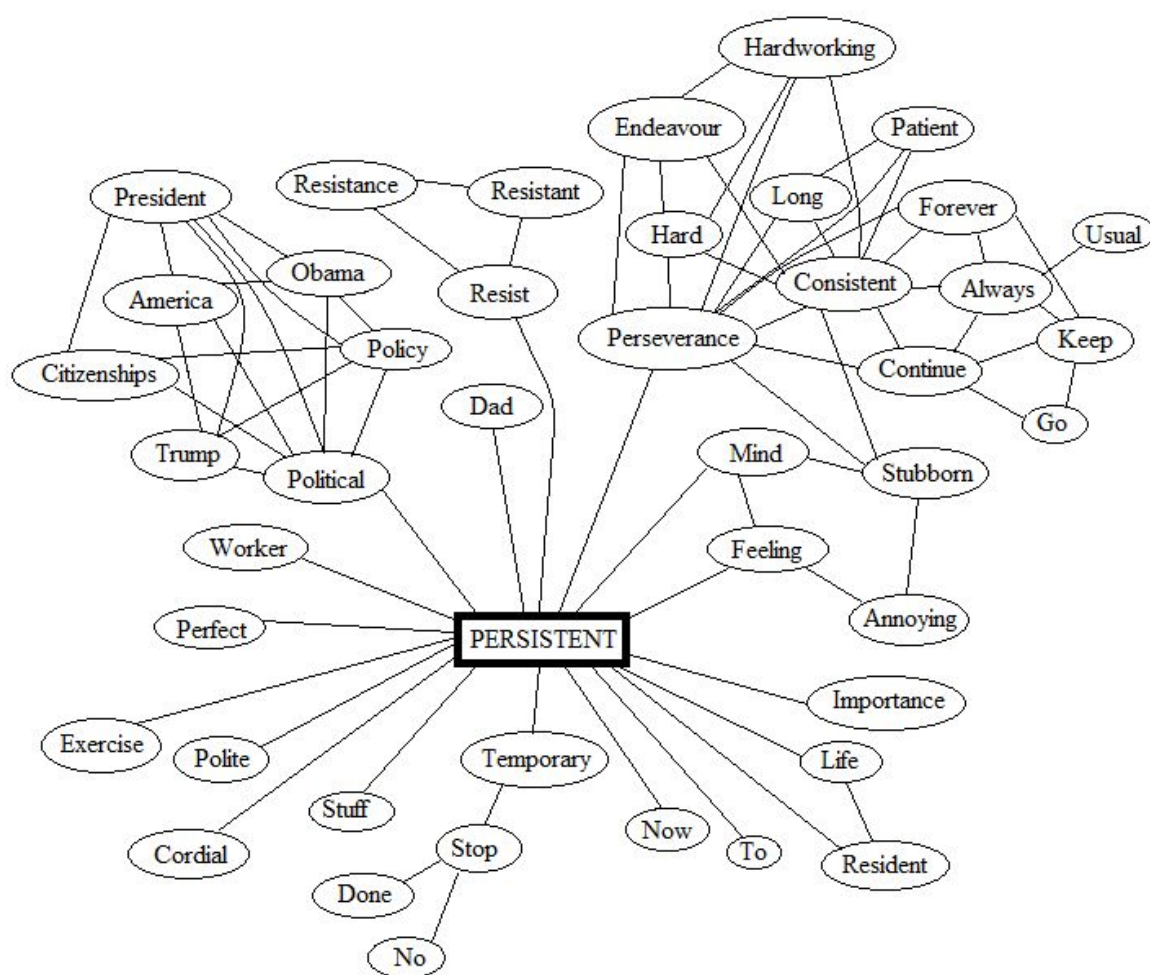 Hardworking
Endeavour
Patient
Resistance
Resistant
President
Long
Forever
Hard
Usual
Obama
America
Resist
Consistent
Always
Perseverance
Keep
Policy
Citizenships
Continue
Dad
Go
Trump
Political
Mind
Stubborn
Worker
Feeling
Perfect
PERSISTENT
Annoying
Importance
Exercise
Polite
Temporary
Life
Stuff
Now
Cordial
Stop
To
Resident
Done
No